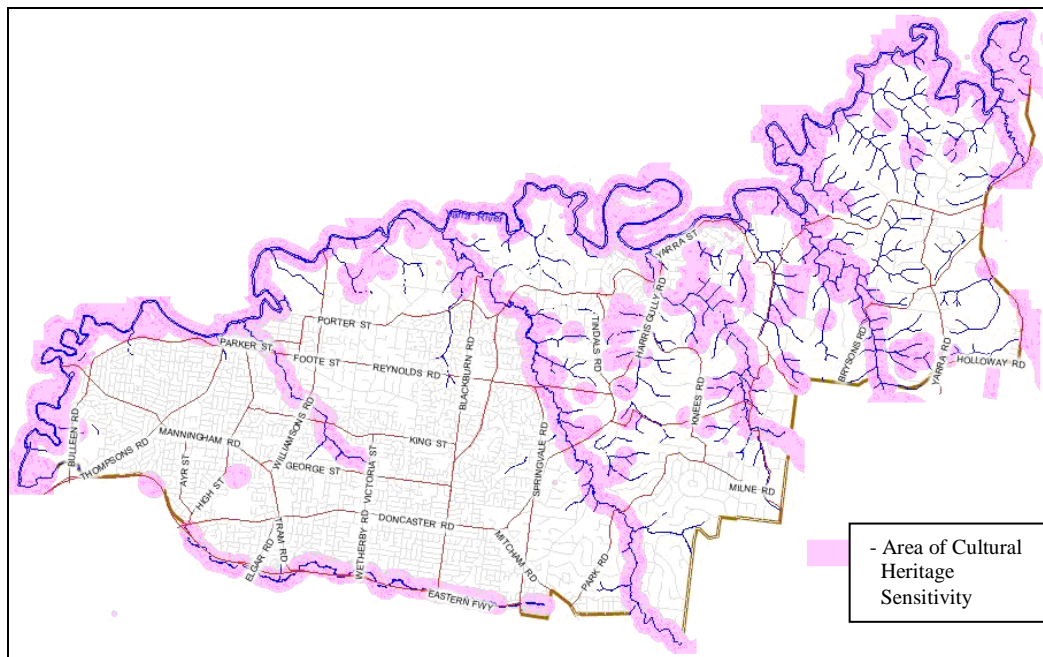 Yarra River
YARRA ST
HARRIS GULLY RD
TINDALS RD
PORTER ST
PARKER ST
FOOTE ST
REYNOLDS RD
BLACKBURN RD
BRYSONS RD
YARRA RD
HOLLOWAY RD
KNEES RD
BULLEEN RD
THOMPSONS RD
MANNINGHAM RD
WILLIAMSONS RD
KING ST
SPRINGVALE RD
AYR ST
HIGH ST
GEORGE ST
VICTORIA ST
MILNE RD
DONCASTER RD
ELGAR RD
TRAM RD
WETHERBY RD
MITCHAM RD
PARK RD
EASTERN FWY
- Area of Cultural
Heritage
Sensitivity